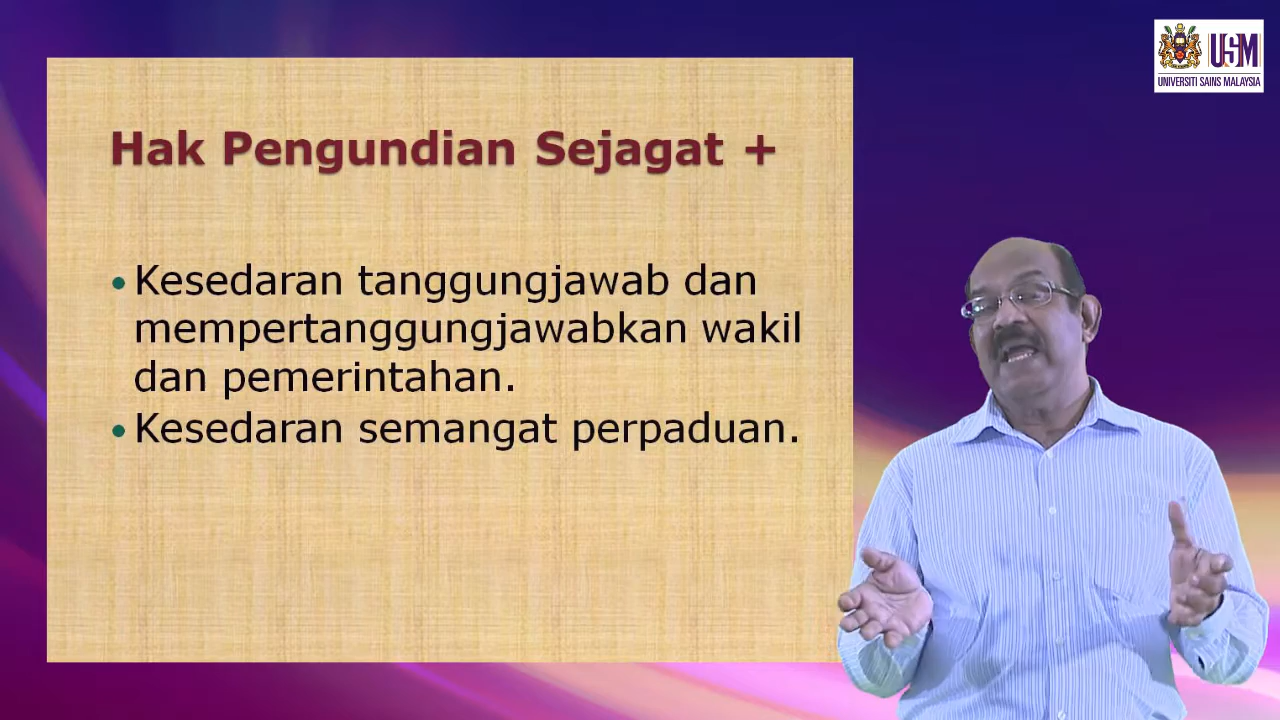 USM
UNIVERSITI SAINS MALAYSIA
Hak Pengundian Sejagat +
• Kesedaran tanggungjawab dan
mempertanggungjawabkan wakil
dan pemerintahan.
• Kesedaran semangat perpaduan.